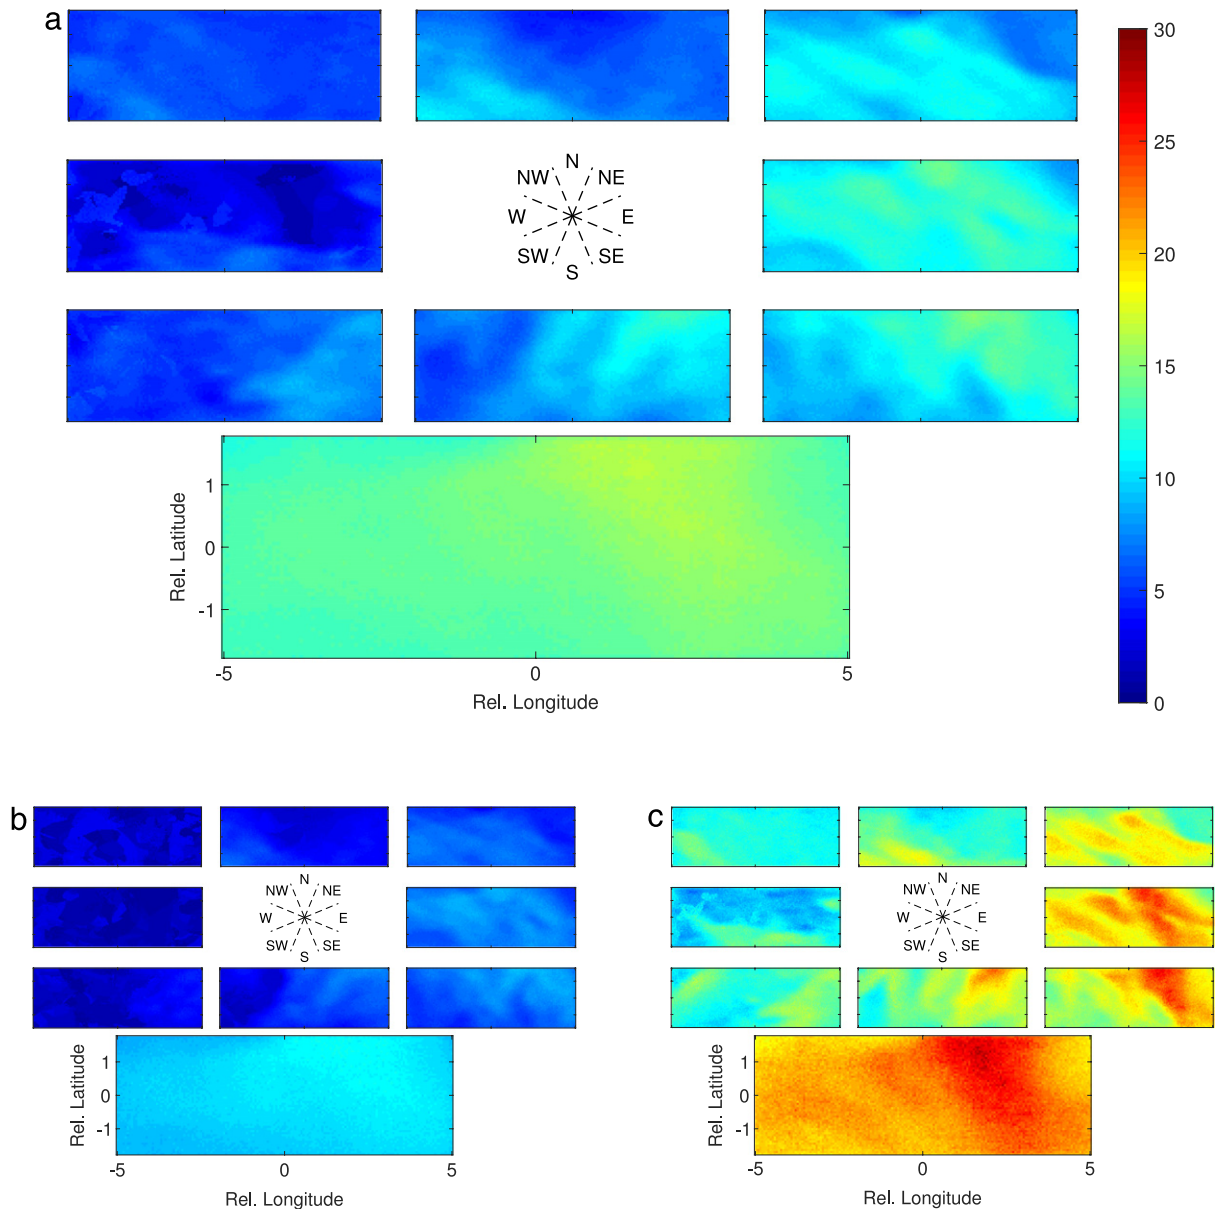 a
N
NW NE
W E
SW SE
S
30
25
20
15
10
5
0
Rel. Latitude
1
0
-1
-5 0 5
Rel. Longitude
b
N
NW NE
W E
SW SE
S
Rel. Latitude
1
0
-1
-5 0 5
Rel. Longitude
c
N
NW NE
W E
SW SE
S
Rel. Latitude
1
0
-1
-5 0 5
Rel. Longitude